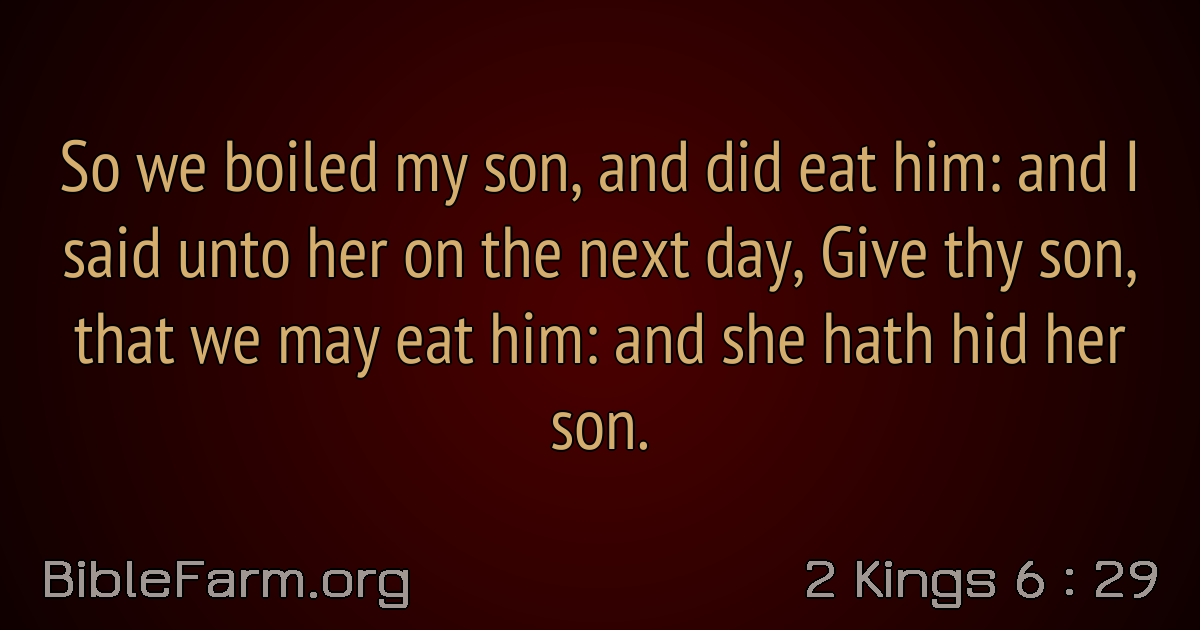 So we boiled my son, and did eat him: and I
said unto her on the next day, Give thy son,
that we may eat him: and she hath hid her
son.
BibleFarm.org
2 Kings 6 : 29